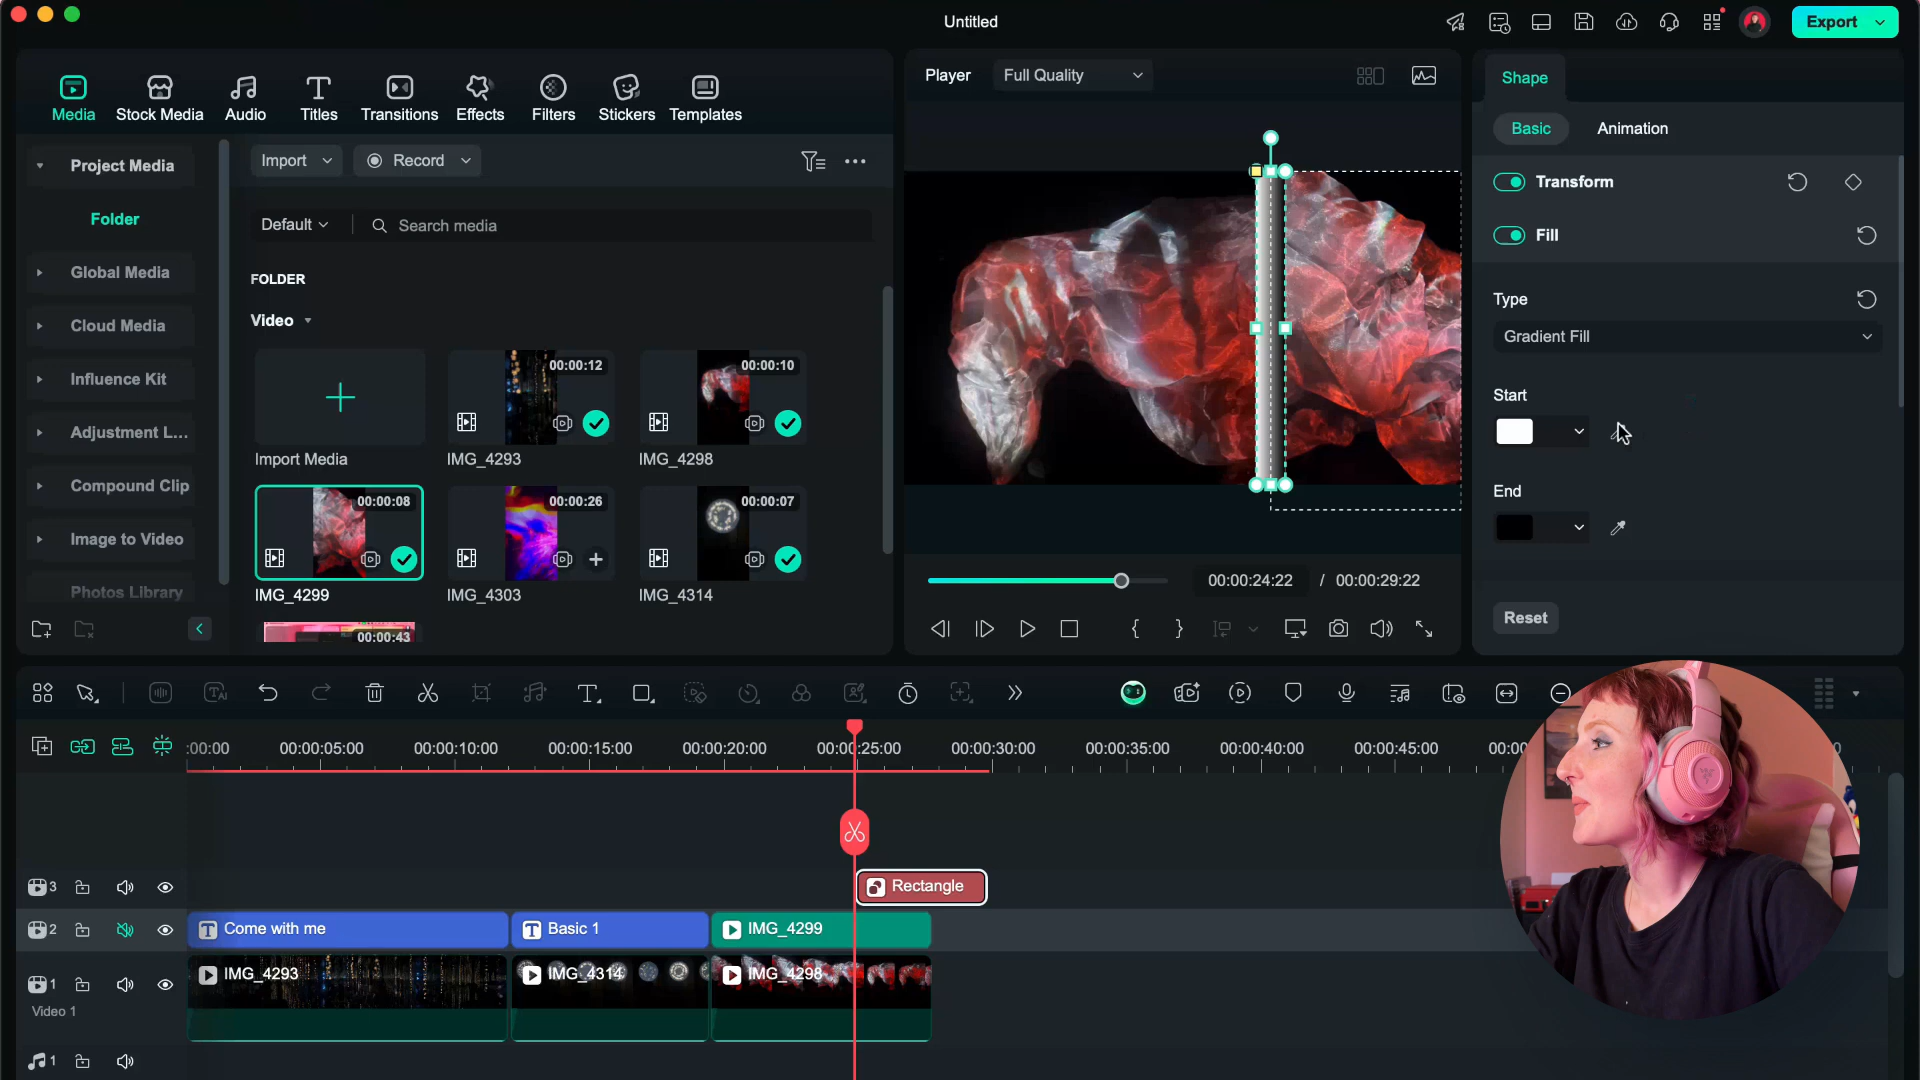 Untitled
Export
Media
Stock Media
Audio
Titles
Transitions
Effects
Filters
Stickers
Templates
Player
Full Quality
Shape
Basic
Animation
Project Media
Folder
Global Media
Cloud Media
Influence Kit
Adjustment L...
Compound Clip
Image to Video
Photos Library
Import
Record
Default
Search media
FOLDER
Video
Import Media
00:00:12
IMG_4293
00:00:10
IMG_4298
00:00:08
IMG_4299
00:00:26
IMG_4303
00:00:07
IMG_4314
00:00:43
00:00:24:22 / 00:00:29:22
Transform
Fill
Type
Gradient Fill
Start
End
Reset
:00:00
00:00:05:00
00:00:10:00
00:00:15:00
00:00:20:00
00:00:25:00
00:00:30:00
00:00:35:00
00:00:40:00
00:00:45:00
00:00
3
Rectangle
2
Come with me
Basic 1
IMG_4299
1
Video 1
IMG_4293
IMG_4314
IMG_4298
1